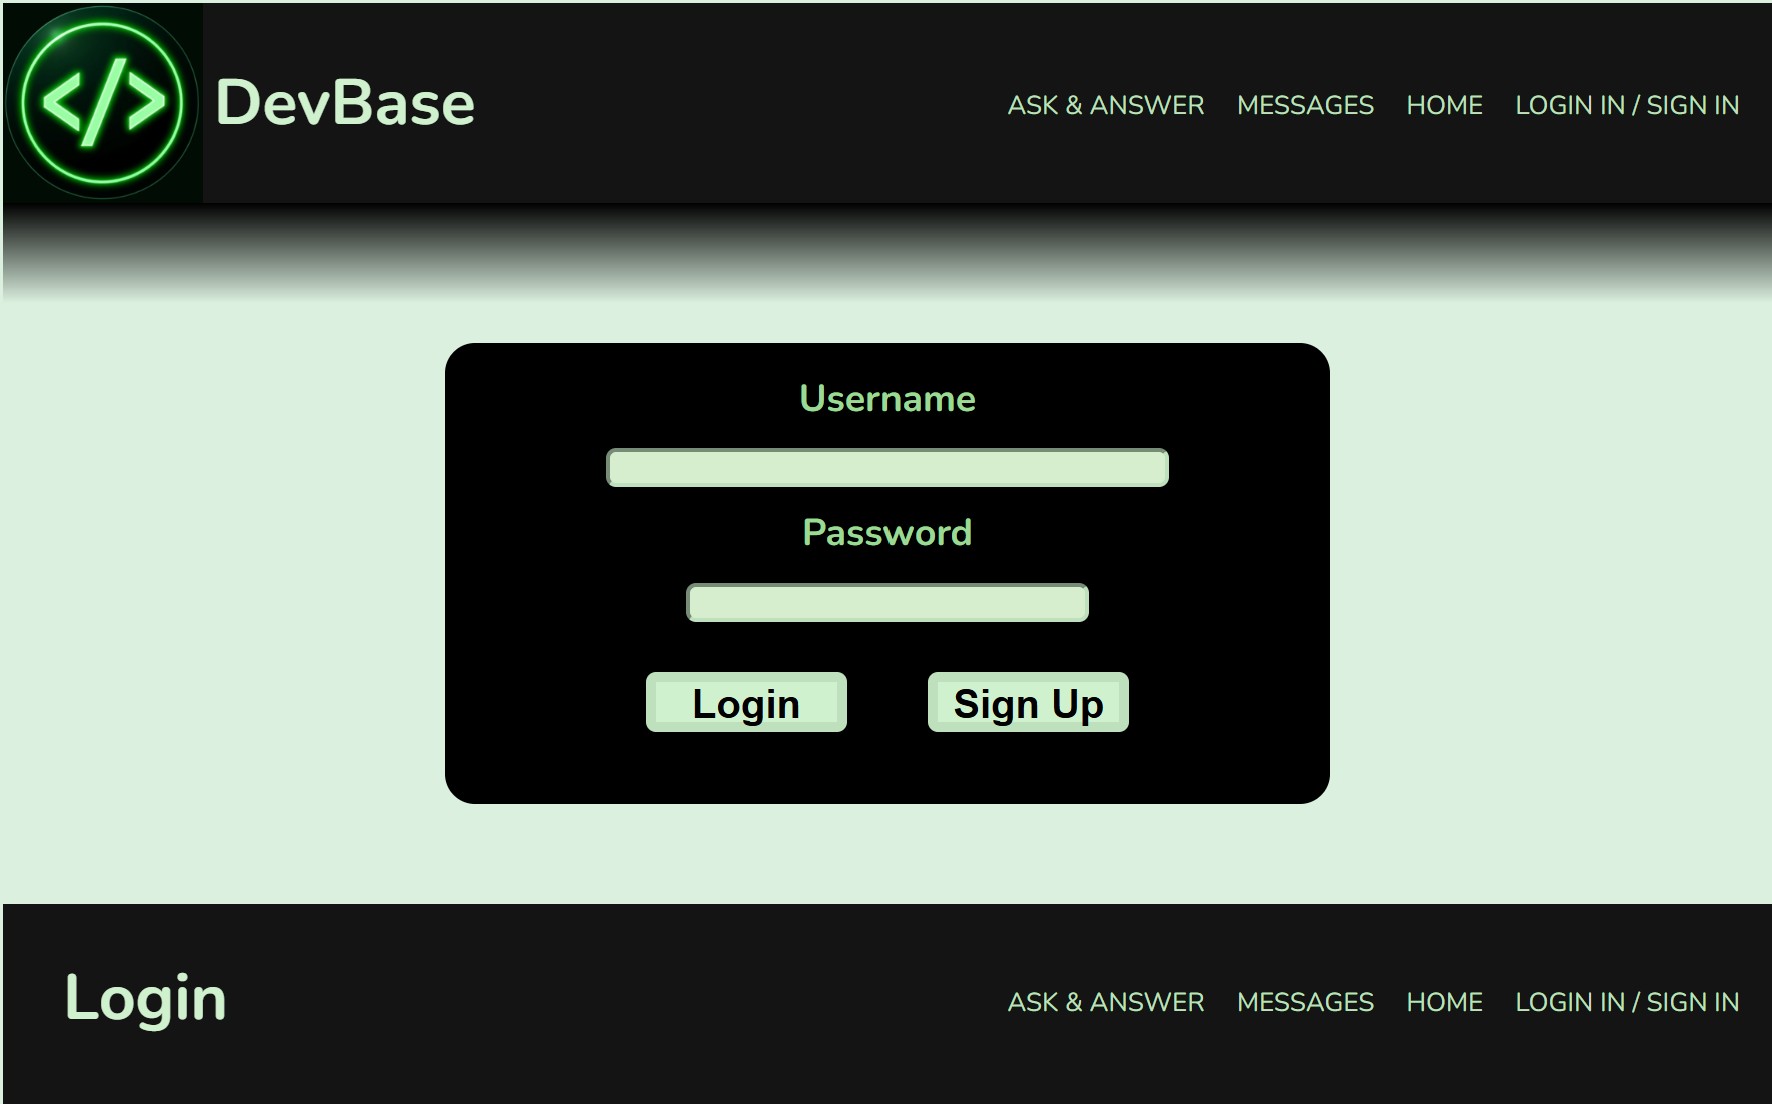 </>
DevBase
ASK & ANSWER MESSAGES HOME LOGIN IN / SIGN IN
Username
Password
Login Sign Up
Login
ASK & ANSWER MESSAGES HOME LOGIN IN / SIGN IN